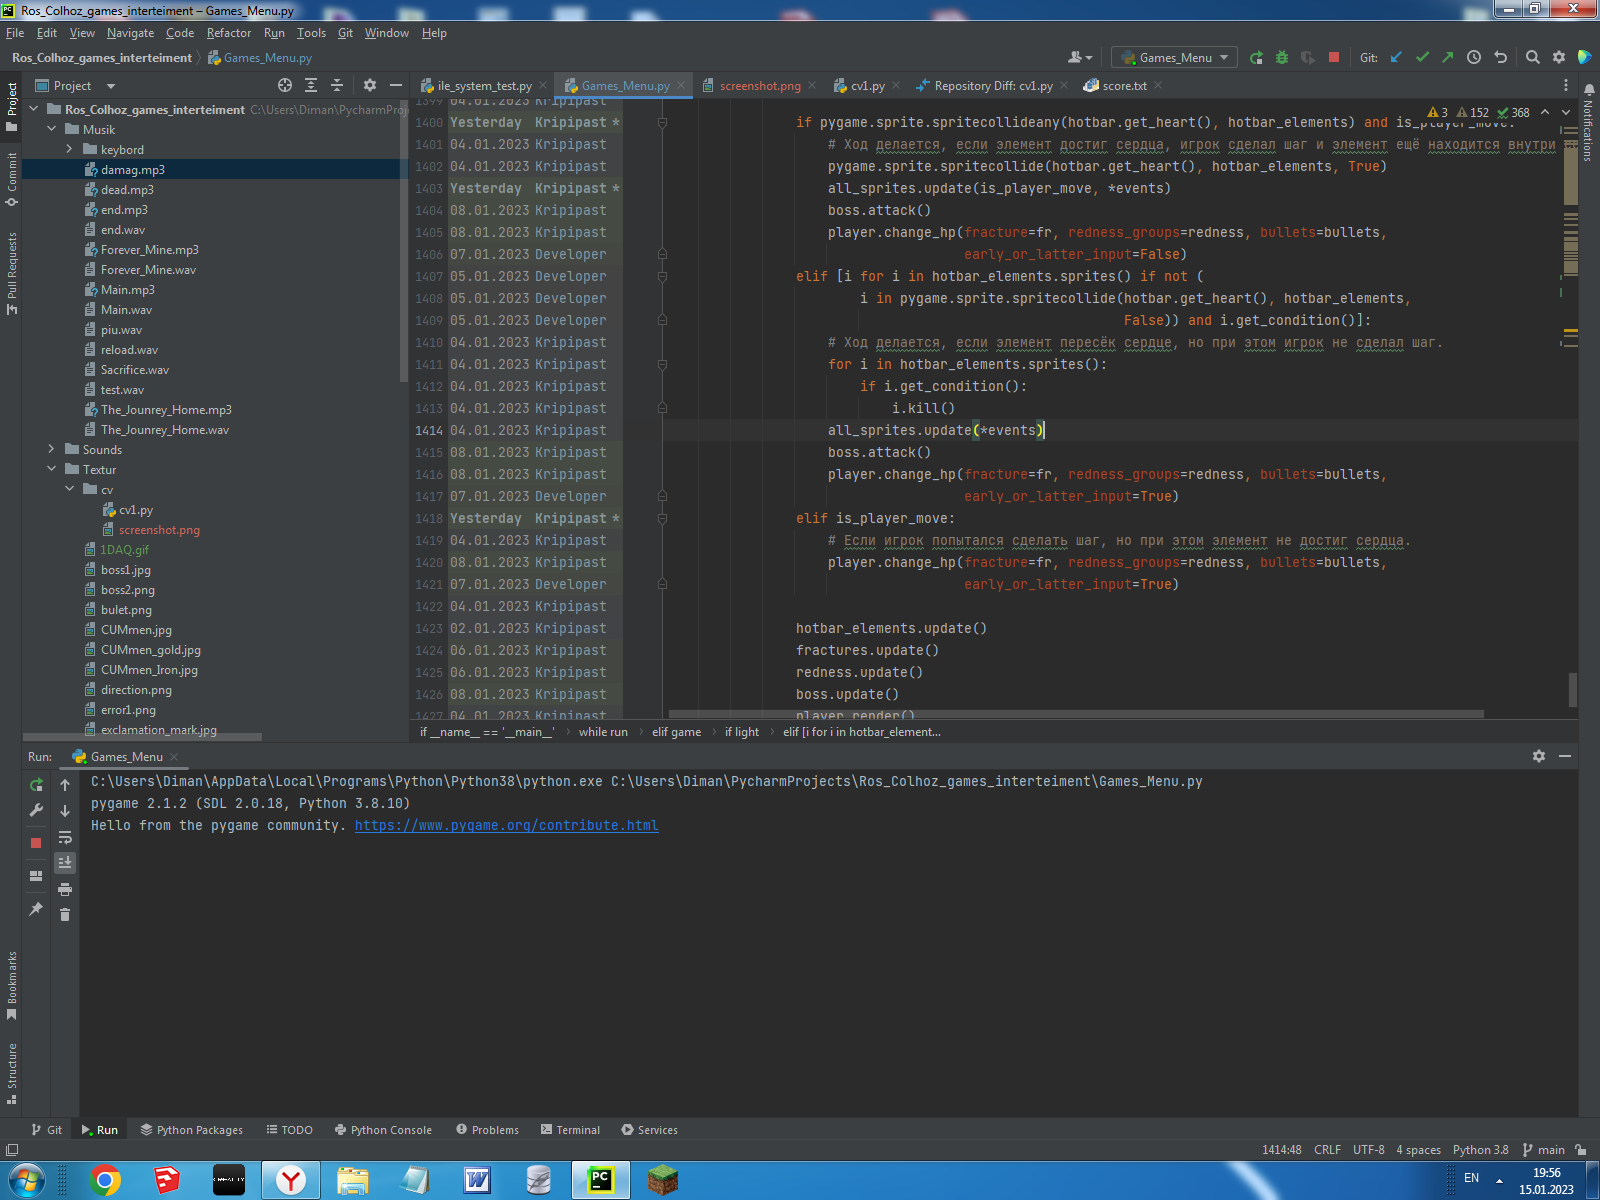 Ros_Colhoz_games_interteiment – Games_Menu.py
File Edit View Navigate Code Refactor Run Tools Git Window Help
Ros_Colhoz_games_interteiment Games_Menu.py
Games_Menu
Git:
Project
ile_system_test.py Games_Menu.py screenshot.png cv1.py Repository Diff: cv1.py score.txt
Project
Commit
Pull Requests
Bookmarks
Structure
Notifications
Ros_Colhoz_games_interteiment C:\Users\Diman\PycharmProj
Musik
keybord
damag.mp3
dead.mp3
end.mp3
end.wav
Forever_Mine.mp3
Forever_Mine.wav
Main.mp3
Main.wav
piu.wav
reload.wav
Sacrifice.wav
test.wav
The_Jounrey_Home.mp3
The_Jounrey_Home.wav
Sounds
Textur
cv
cv1.py
screenshot.png
1DAQ.gif
boss1.jpg
boss2.png
bulet.png
CUMmen.jpg
CUMmen_gold.jpg
CUMmen_Iron.jpg
direction.png
error1.png
exclamation_mark.jpg
3 152 368
1399 04.01.2023 Kripipast
1400 Yesterday Kripipast * if pygame.sprite.spritecollideany(hotbar.get_heart(), hotbar_elements) and is_player_move:
1401 04.01.2023 Kripipast # Ход делается, если элемент достиг сердца, игрок сделал шаг и элемент ещё находится внутри
1402 04.01.2023 Kripipast pygame.sprite.spritecollide(hotbar.get_heart(), hotbar_elements, True)
1403 Yesterday Kripipast * all_sprites.update(is_player_move, *events)
1404 08.01.2023 Kripipast boss.attack()
1405 08.01.2023 Kripipast player.change_hp(fracture=fr, redness_groups=redness, bullets=bullets,
1406 07.01.2023 Developer early_or_latter_input=False)
1407 05.01.2023 Developer elif [i for i in hotbar_elements.sprites() if not (
1408 05.01.2023 Developer i in pygame.sprite.spritecollide(hotbar.get_heart(), hotbar_elements,
1409 05.01.2023 Developer False)) and i.get_condition()]:
1410 04.01.2023 Kripipast # Ход делается, если элемент пересёк сердце, но при этом игрок не сделал шаг.
1411 04.01.2023 Kripipast for i in hotbar_elements.sprites():
1412 04.01.2023 Kripipast if i.get_condition():
1413 04.01.2023 Kripipast i.kill()
1414 04.01.2023 Kripipast all_sprites.update(*events)
1415 08.01.2023 Kripipast boss.attack()
1416 08.01.2023 Kripipast player.change_hp(fracture=fr, redness_groups=redness, bullets=bullets,
1417 07.01.2023 Developer early_or_latter_input=True)
1418 Yesterday Kripipast * elif is_player_move:
1419 04.01.2023 Kripipast # Если игрок попытался сделать шаг, но при этом элемент не достиг сердца.
1420 08.01.2023 Kripipast player.change_hp(fracture=fr, redness_groups=redness, bullets=bullets,
1421 07.01.2023 Developer early_or_latter_input=True)
1422 04.01.2023 Kripipast
1423 02.01.2023 Kripipast hotbar_elements.update()
1424 06.01.2023 Kripipast fractures.update()
1425 06.01.2023 Kripipast redness.update()
1426 08.01.2023 Kripipast boss.update()
1427 04.01.2023 Kripipast player.render()
if __name__ == '__main__' › while run › elif game › if light › elif [i for i in hotbar_element...
Run: Games_Menu
C:\Users\Diman\AppData\Local\Programs\Python\Python38\python.exe C:\Users\Diman\PycharmProjects\Ros_Colhoz_games_interteiment\Games_Menu.py
pygame 2.1.2 (SDL 2.0.18, Python 3.8.10)
Hello from the pygame community. https://www.pygame.org/contribute.html
Git Run Python Packages TODO Python Console Problems Terminal Services
1414:48 CRLF UTF-8 4 spaces Python 3.8 main
EN 19:56
15.01.2023